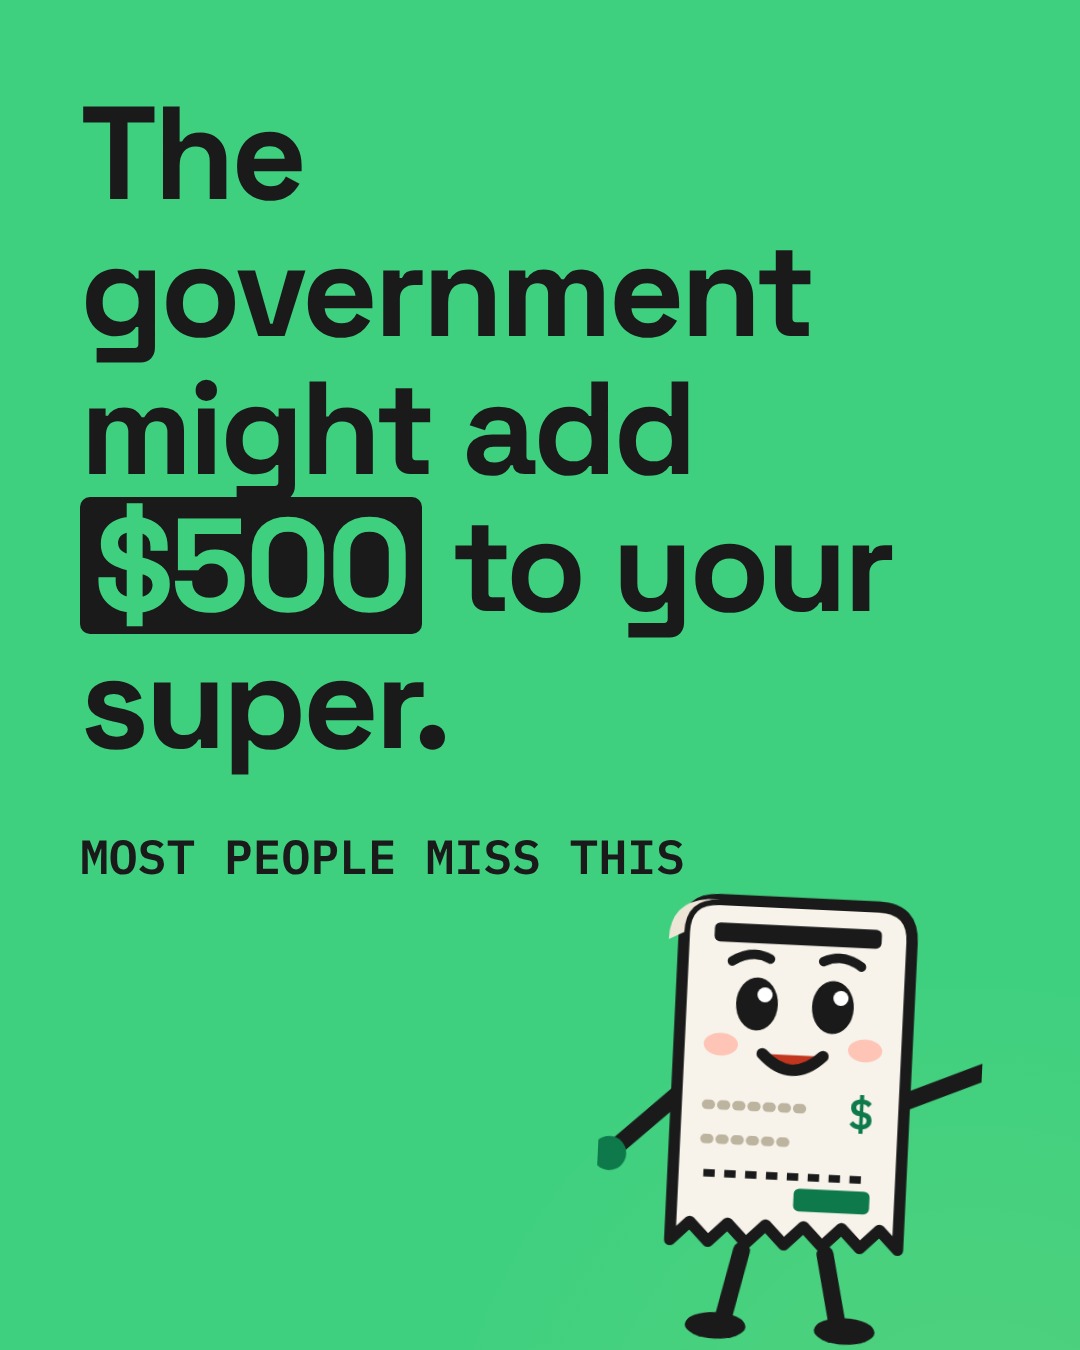 The
government
might add
$500 to your
super.
MOST PEOPLE MISS THIS
$